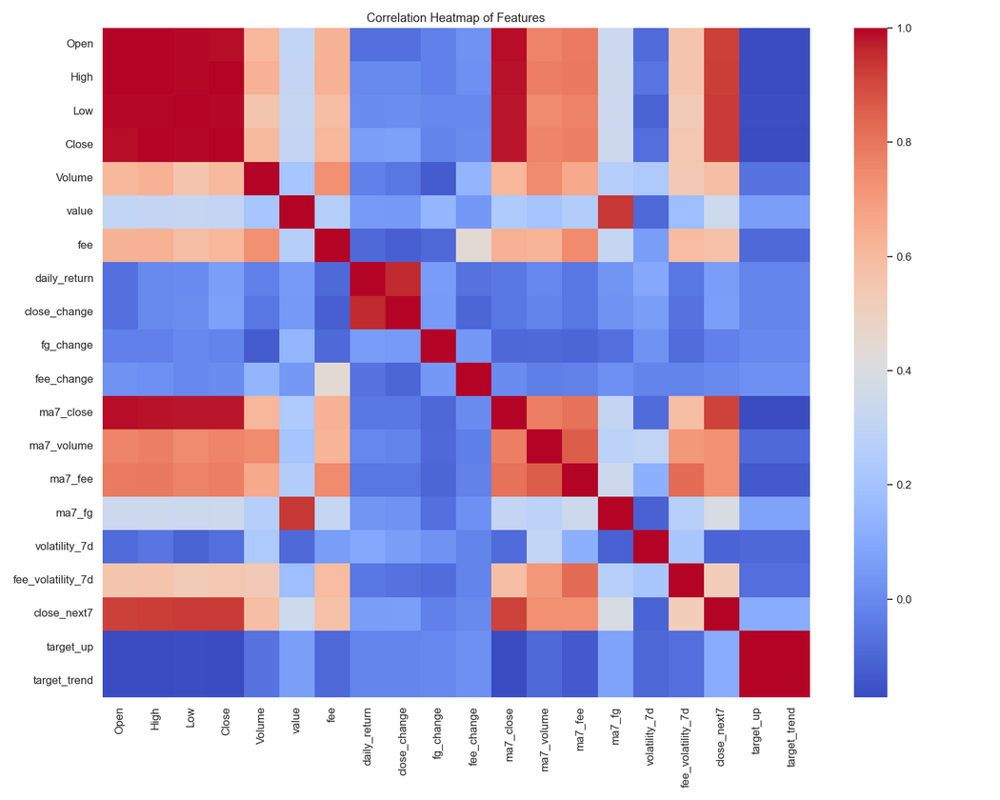 Correlation Heatmap of Features
Open
High
Low
Close
Volume
value
fee
daily_return
close_change
fg_change
fee_change
ma7_close
ma7_volume
ma7_fee
ma7_fg
volatility_7d
fee_volatility_7d
close_next7
target_up
target_trend
Open
High
Low
Close
Volume
value
fee
daily_return
close_change
fg_change
fee_change
ma7_close
ma7_volume
ma7_fee
ma7_fg
volatility_7d
fee_volatility_7d
close_next7
target_up
target_trend
1.0
0.8
0.6
0.4
0.2
0.0